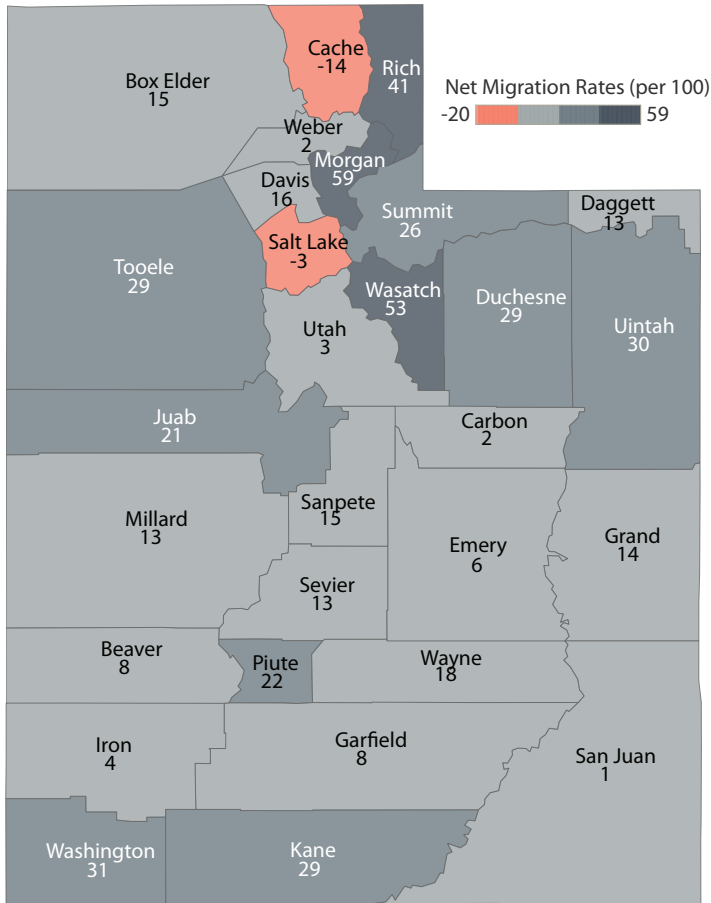 Cache
-14
Rich
41
Net Migration Rates (per 100)
-20 59
Box Elder
15
Weber
2
Morgan
59
Davis
16
Summit
26
Daggett
13
Salt Lake
-3
Tooele
29
Wasatch
53
Duchesne
29
Uintah
30
Utah
3
Juab
21
Carbon
2
Sanpete
15
Millard
13
Emery
6
Grand
14
Sevier
13
Beaver
8
Piute
22
Wayne
18
Iron
4
Garfield
8
San Juan
1
Washington
31
Kane
29